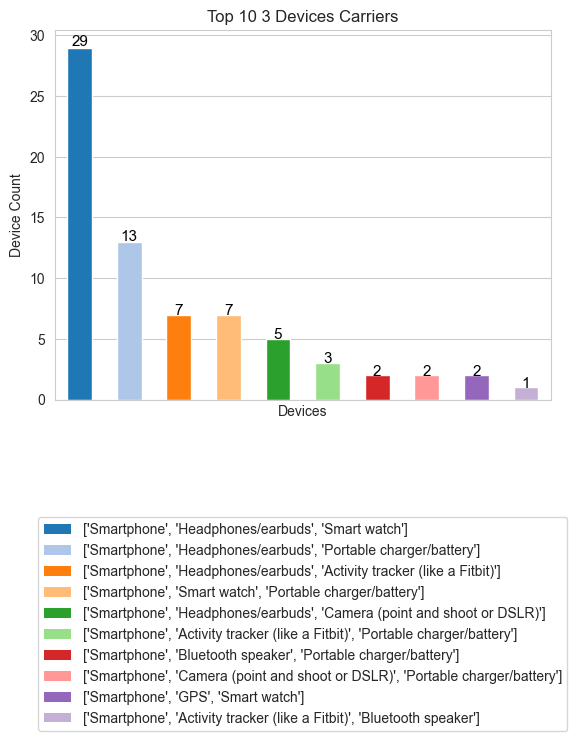 Top 10 3 Devices Carriers
Device Count
30
25
20
15
10
5
0
29
13
7
7
5
3
2
2
2
1
Devices
['Smartphone', 'Headphones/earbuds', 'Smart watch']
['Smartphone', 'Headphones/earbuds', 'Portable charger/battery']
['Smartphone', 'Headphones/earbuds', 'Activity tracker (like a Fitbit)']
['Smartphone', 'Smart watch', 'Portable charger/battery']
['Smartphone', 'Headphones/earbuds', 'Camera (point and shoot or DSLR)']
['Smartphone', 'Activity tracker (like a Fitbit)', 'Portable charger/battery']
['Smartphone', 'Bluetooth speaker', 'Portable charger/battery']
['Smartphone', 'Camera (point and shoot or DSLR)', 'Portable charger/battery']
['Smartphone', 'GPS', 'Smart watch']
['Smartphone', 'Activity tracker (like a Fitbit)', 'Bluetooth speaker']